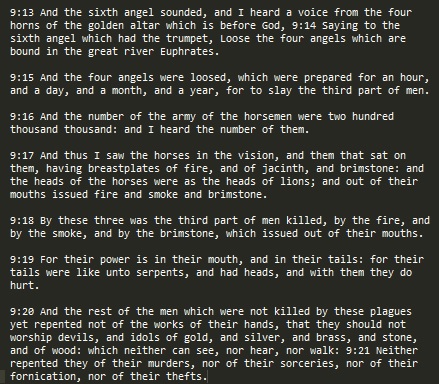 9:13 And the sixth angel sounded, and I heard a voice from the four
horns of the golden altar which is before God, 9:14 Saying to the
sixth angel which had the trumpet, Loose the four angels which are
bound in the great river Euphrates.

9:15 And the four angels were loosed, which were prepared for an hour,
and a day, and a month, and a year, for to slay the third part of men.

9:16 And the number of the army of the horsemen were two hundred
thousand thousand: and I heard the number of them.

9:17 And thus I saw the horses in the vision, and them that sat on
them, having breastplates of fire, and of jacinth, and brimstone: and
the heads of the horses were as the heads of lions; and out of their
mouths issued fire and smoke and brimstone.

9:18 By these three was the third part of men killed, by the fire, and
by the smoke, and by the brimstone, which issued out of their mouths.

9:19 For their power is in their mouth, and in their tails: for their
tails were like unto serpents, and had heads, and with them they do
hurt.

9:20 And the rest of the men which were not killed by these plagues
yet repented not of the works of their hands, that they should not
worship devils, and idols of gold, and silver, and brass, and stone,
and of wood: which neither can see, nor hear, nor walk: 9:21 Neither
repented they of their murders, nor of their sorceries, nor of their
fornication, nor of their thefts.